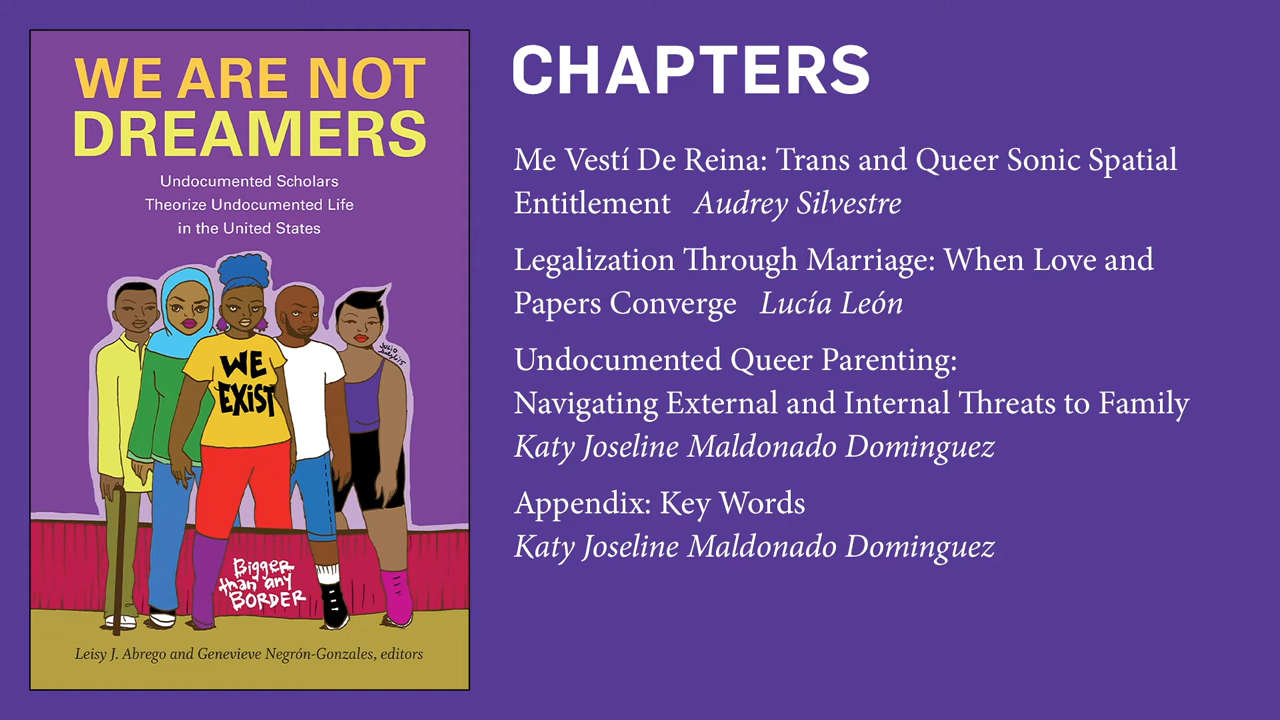 WE ARE NOT
DREAMERS
Undocumented Scholars
Theorize Undocumented Life
in the United States
WE
EXIST
Bigger
than any
BORDER
Leisy J. Abrego and Genevieve Negrón-Gonzales, editors
CHAPTERS
Me Vestí De Reina: Trans and Queer Sonic Spatial
Entitlement Audrey Silvestre
Legalization Through Marriage: When Love and
Papers Converge Lucía León
Undocumented Queer Parenting:
Navigating External and Internal Threats to Family
Katy Joseline Maldonado Dominguez
Appendix: Key Words
Katy Joseline Maldonado Dominguez